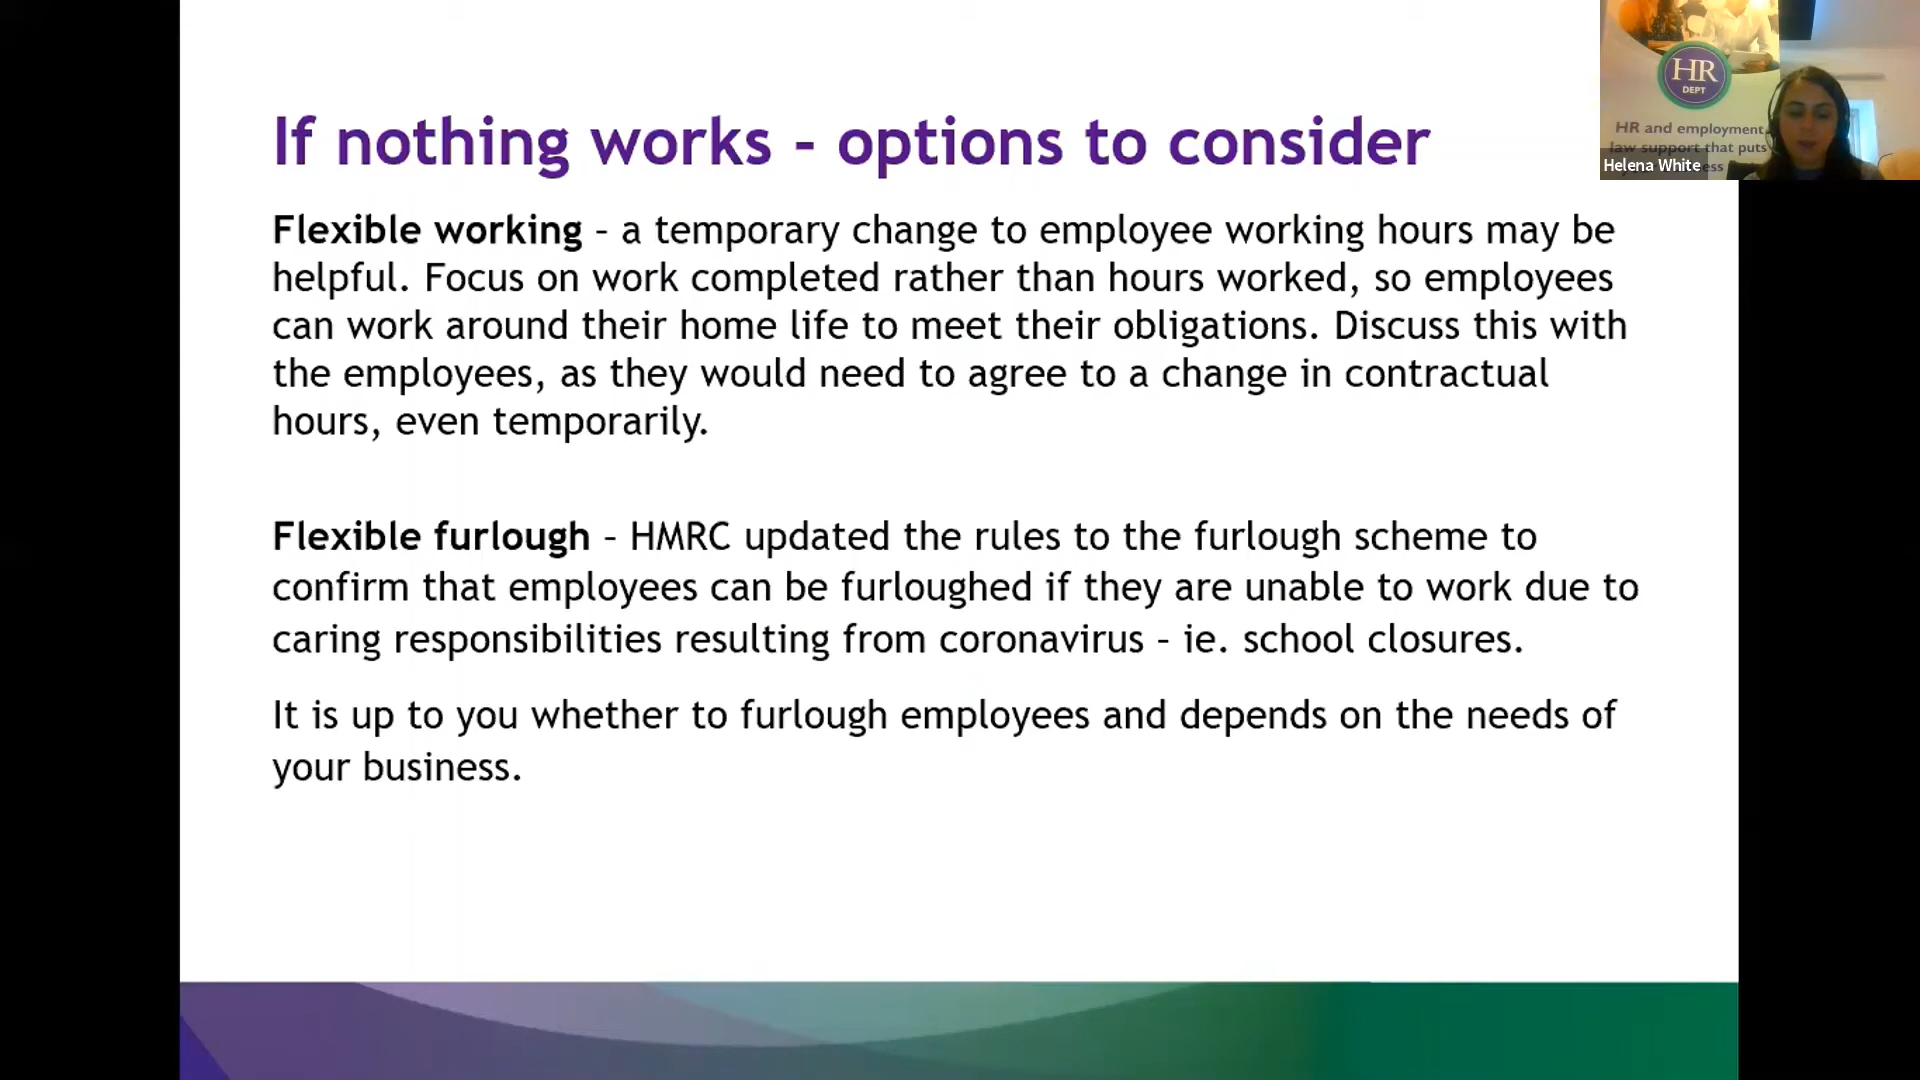 If nothing works - options to consider
Flexible working – a temporary change to employee working hours may be
helpful. Focus on work completed rather than hours worked, so employees
can work around their home life to meet their obligations. Discuss this with
the employees, as they would need to agree to a change in contractual
hours, even temporarily.
Flexible furlough – HMRC updated the rules to the furlough scheme to
confirm that employees can be furloughed if they are unable to work due to
caring responsibilities resulting from coronavirus – ie. school closures.
It is up to you whether to furlough employees and depends on the needs of
your business.
HR
DEPT
HR and employment
law support that puts
Helena White